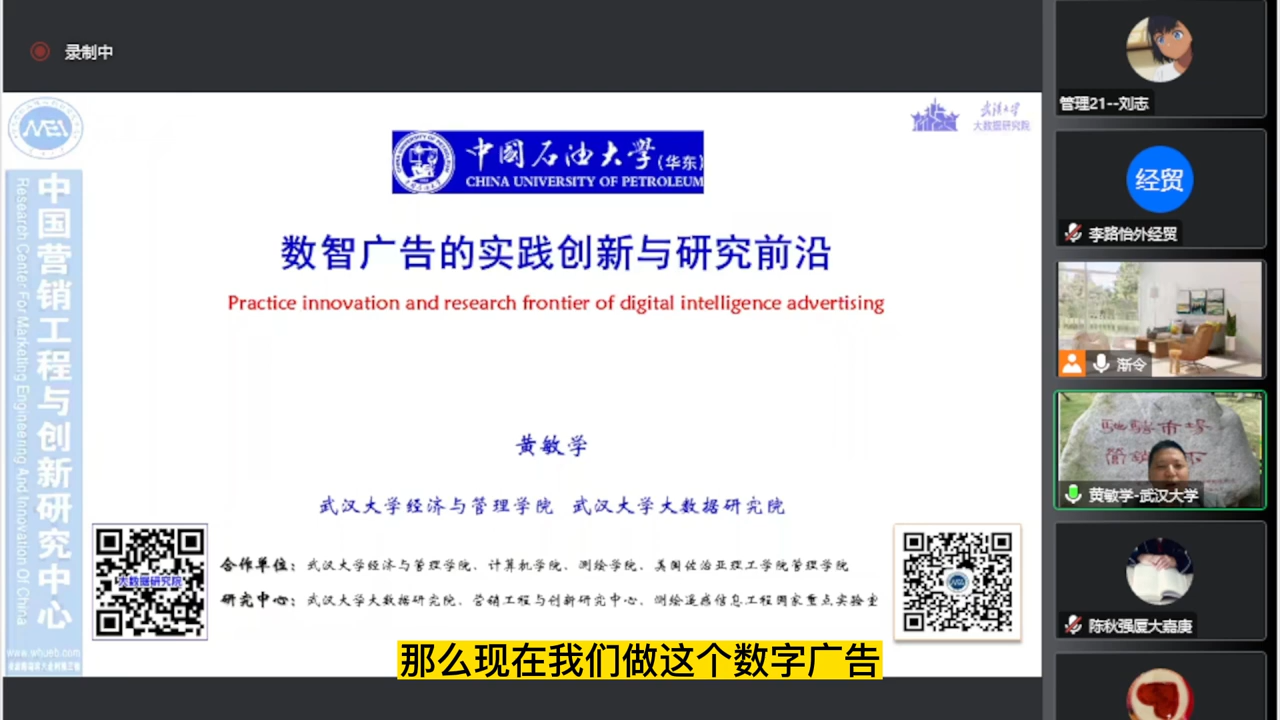 录制中
MEI
中国营销工程与创新研究中心
Research Center For Marketing Engineering And Innovation Of China
武汉大学
大数据研究院
中國石油大學(华东)
CHINA UNIVERSITY OF PETROLEUM
数智广告的实践创新与研究前沿
Practice innovation and research frontier of digital intelligence advertising
黄敏学
武汉大学经济与管理学院 武汉大学大数据研究院
大数据研究院
合作单位：武汉大学经济与管理学院、计算机学院、测绘学院、美国佐治亚理工学院管理学院
研究中心：武汉大学大数据研究院、营销工程与创新研究中心、测绘遥感信息工程国家重点实验室
那么现在我们做这个数字广告
管理21--刘志
经贸
李路怡外经贸
渐令
黄敏学-武汉大学
陈秋强厦大嘉庚